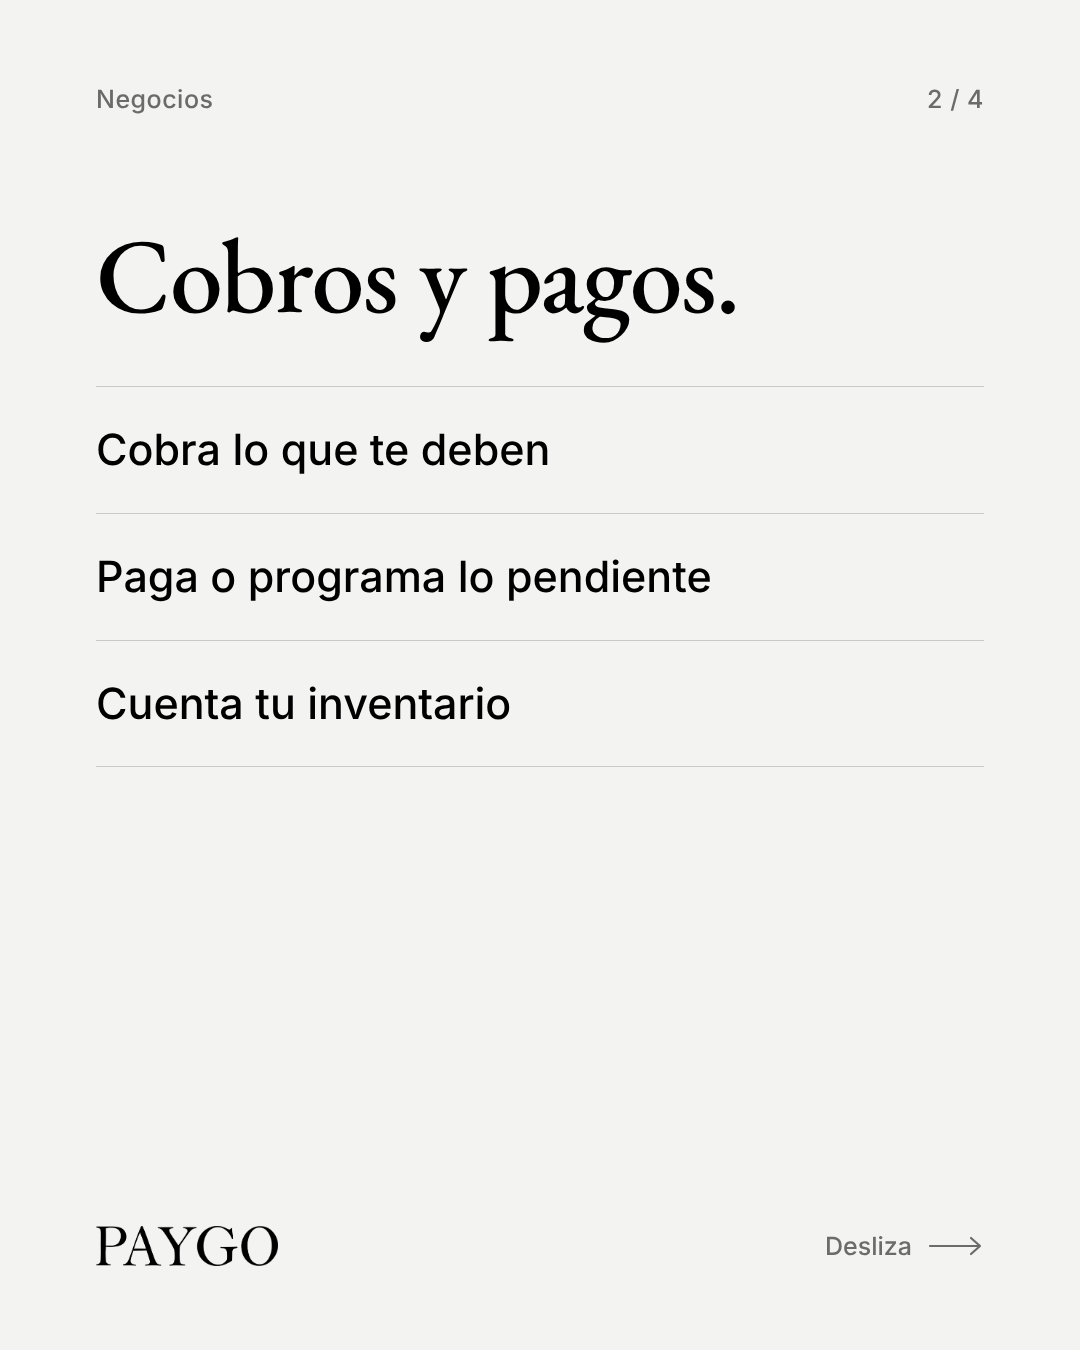 Negocios
2 / 4
Cobros y pagos.
Cobra lo que te deben
Paga o programa lo pendiente
Cuenta tu inventario
PAYGO
Desliza